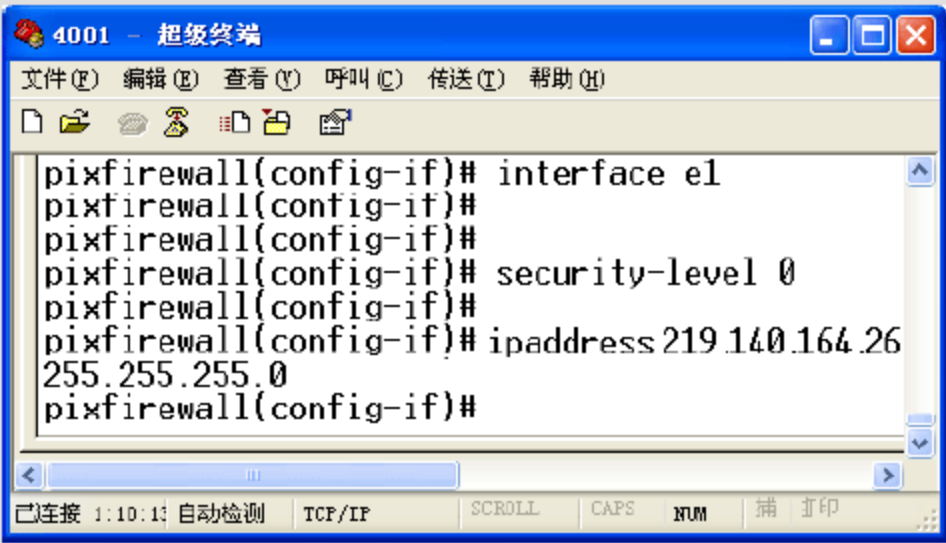 4001 - 超级终端
文件(F) 编辑(E) 查看(V) 呼叫(C) 传送(T) 帮助(H)
pixfirewall(config-if)# interface e1
pixfirewall(config-if)#
pixfirewall(config-if)#
pixfirewall(config-if)# security-level 0
pixfirewall(config-if)#
pixfirewall(config-if)# ipaddress 219.140.164.26
255.255.255.0
pixfirewall(config-if)#
已连接 1:10:13 自动检测 TCP/IP SCROLL CAPS NUM 捕 打印